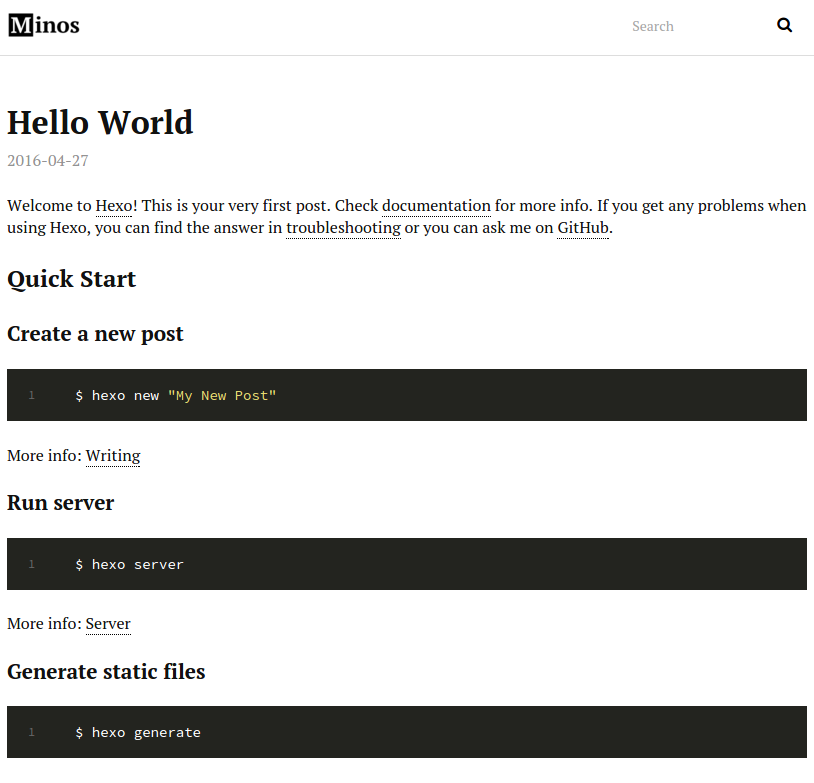 Minos
Search
Hello World
2016-04-27
Welcome to Hexo! This is your very first post. Check documentation for more info. If you get any problems when
using Hexo, you can find the answer in troubleshooting or you can ask me on GitHub.
Quick Start
Create a new post
1 $ hexo new "My New Post"
More info: Writing
Run server
1 $ hexo server
More info: Server
Generate static files
1 $ hexo generate